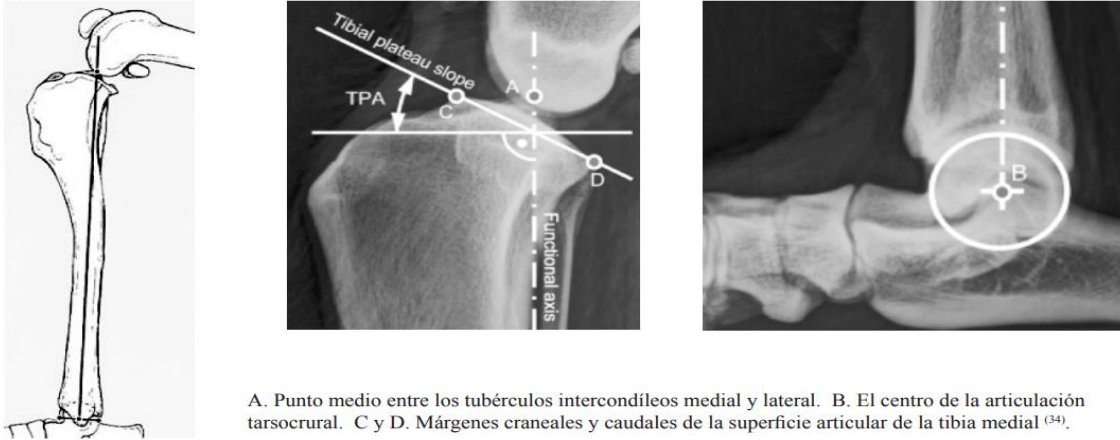 Tibial plateau slope
TPA
A
C
D
Functional axis
B
A. Punto medio entre los tubérculos intercondíleos medial y lateral. B. El centro de la articulación
tarsocrural. C y D. Márgenes craneales y caudales de la superficie articular de la tibia medial (34).